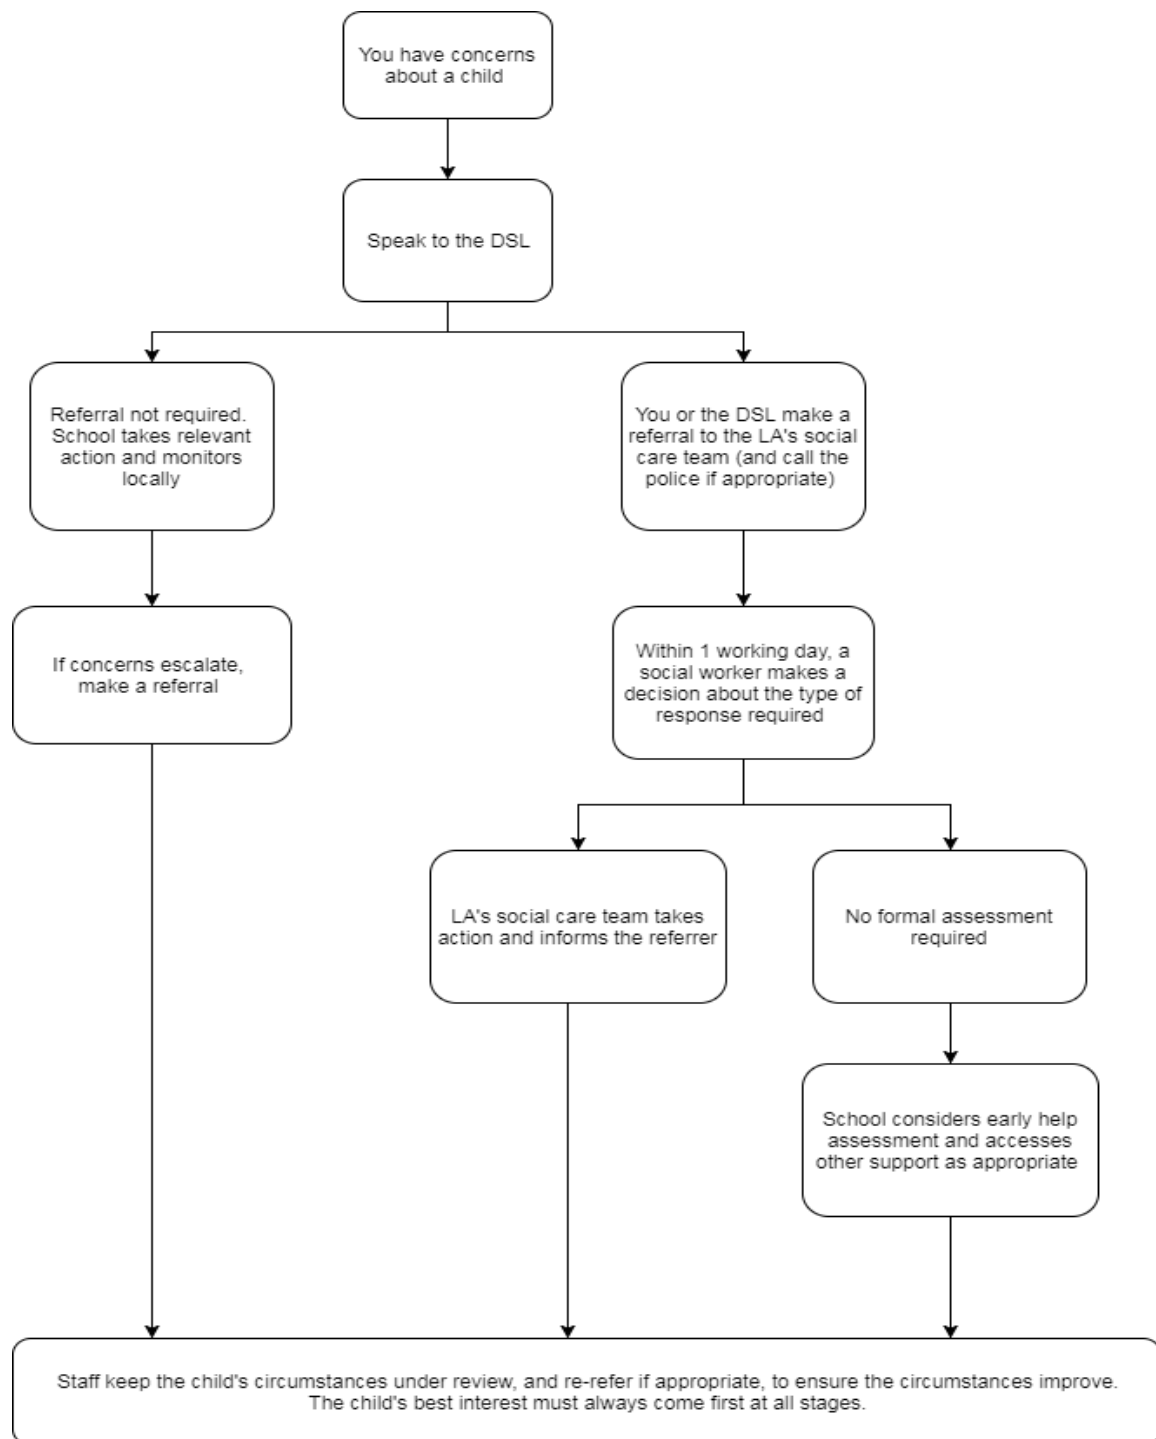 You have concerns
about a child
Speak to the DSL
Referral not required.
School takes relevant
action and monitors
locally
You or the DSL make a
referral to the LA's social
care team (and call the
police if appropriate)
If concerns escalate,
make a referral
Within 1 working day, a
social worker makes a
decision about the type of
response required
LA's social care team takes
action and informs the referrer
No formal assessment
required
School considers early help
assessment and accesses
other support as appropriate
Staff keep the child's circumstances under review, and re-refer if appropriate, to ensure the circumstances improve.
The child's best interest must always come first at all stages.